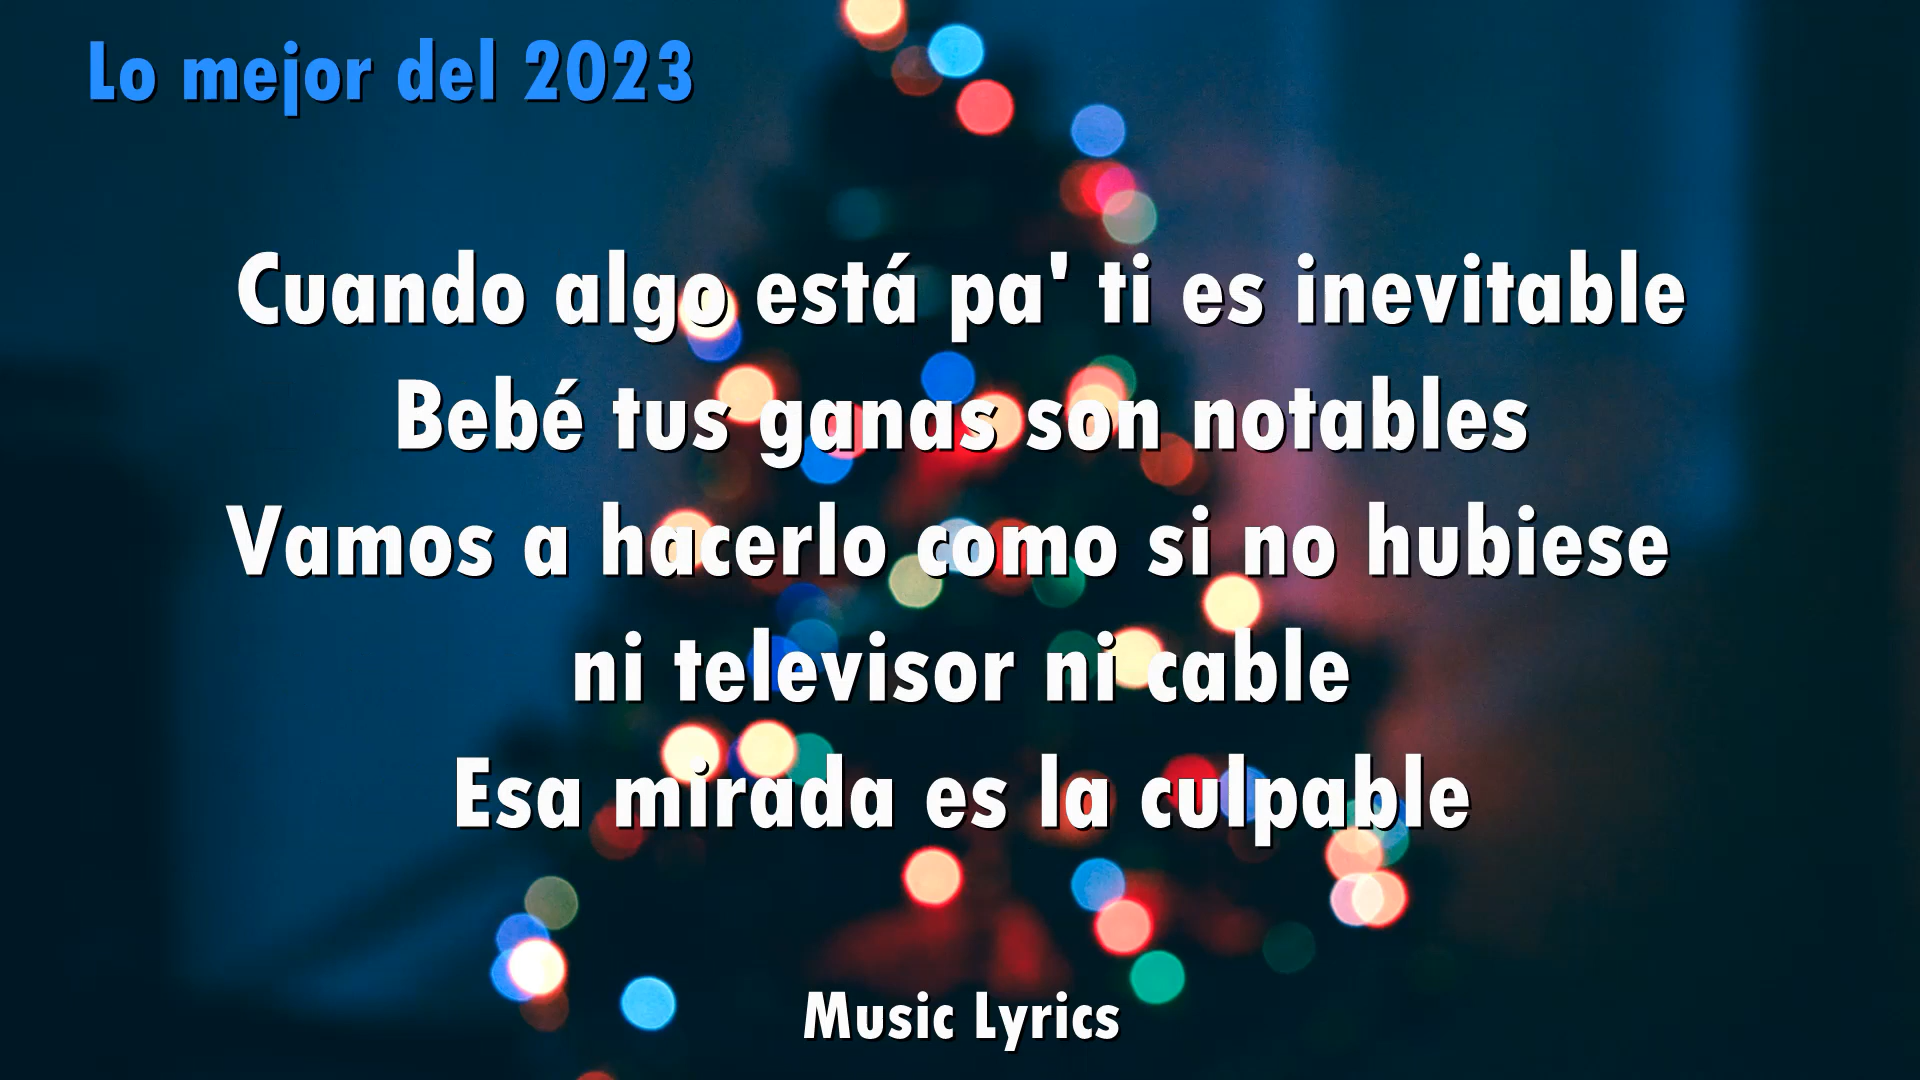 Lo mejor del 2023
Cuando algo está pa' ti es inevitable
Bebé tus ganas son notables
Vamos a hacerlo como si no hubiese
ni televisor ni cable
Esa mirada es la culpable
Music Lyrics